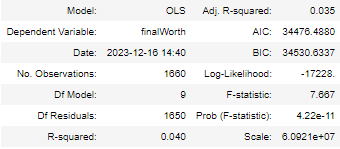 Model: OLS Adj. R-squared: 0.035
Dependent Variable: finalWorth AIC: 34476.4880
Date: 2023-12-16 14:40 BIC: 34530.6337
No. Observations: 1660 Log-Likelihood: -17228.
Df Model: 9 F-statistic: 7.667
Df Residuals: 1650 Prob (F-statistic): 4.22e-11
R-squared: 0.040 Scale: 6.0921e+07